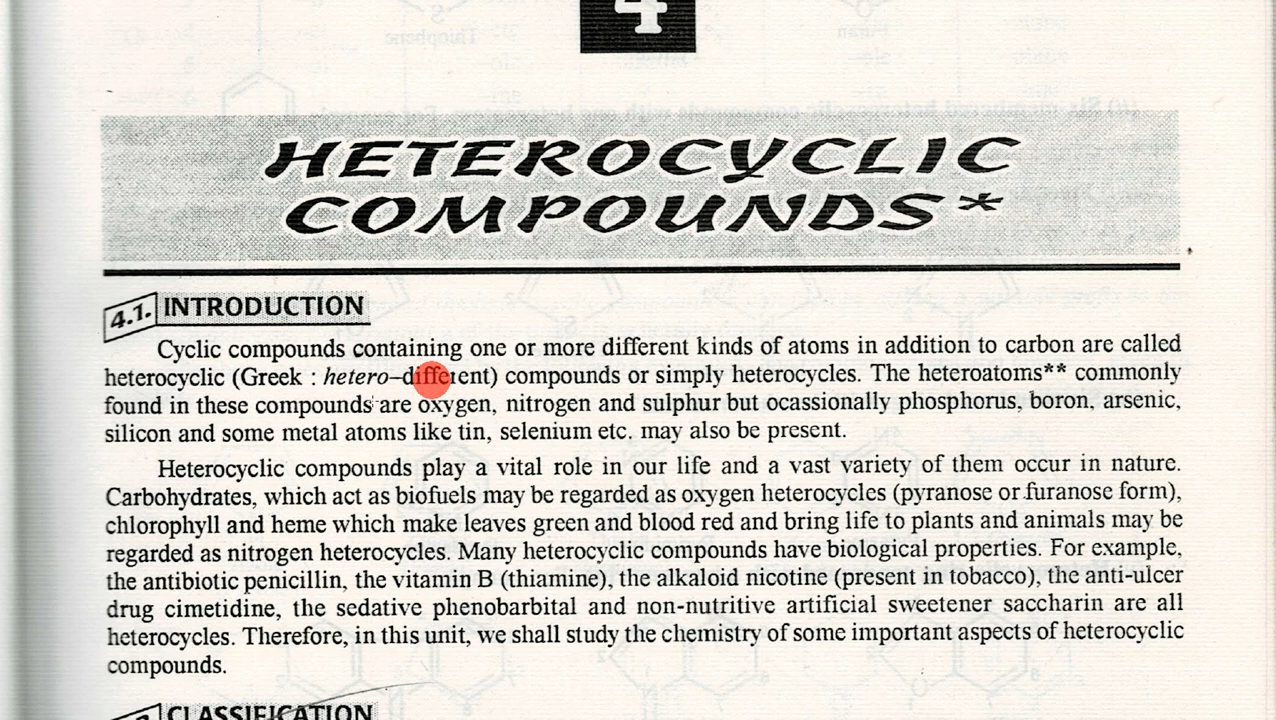 4
HETEROCYCLIC
COMPOUNDS*
4.1. INTRODUCTION
Cyclic compounds containing one or more different kinds of atoms in addition to carbon are called
heterocyclic (Greek : hetero–different) compounds or simply heterocycles. The heteroatoms** commonly
found in these compounds are oxygen, nitrogen and sulphur but ocassionally phosphorus, boron, arsenic,
silicon and some metal atoms like tin, selenium etc. may also be present.
Heterocyclic compounds play a vital role in our life and a vast variety of them occur in nature.
Carbohydrates, which act as biofuels may be regarded as oxygen heterocycles (pyranose or furanose form),
chlorophyll and heme which make leaves green and blood red and bring life to plants and animals may be
regarded as nitrogen heterocycles. Many heterocyclic compounds have biological properties. For example,
the antibiotic penicillin, the vitamin B (thiamine), the alkaloid nicotine (present in tobacco), the anti-ulcer
drug cimetidine, the sedative phenobarbital and non-nutritive artificial sweetener saccharin are all
heterocycles. Therefore, in this unit, we shall study the chemistry of some important aspects of heterocyclic
compounds.
CLASSIFICATION